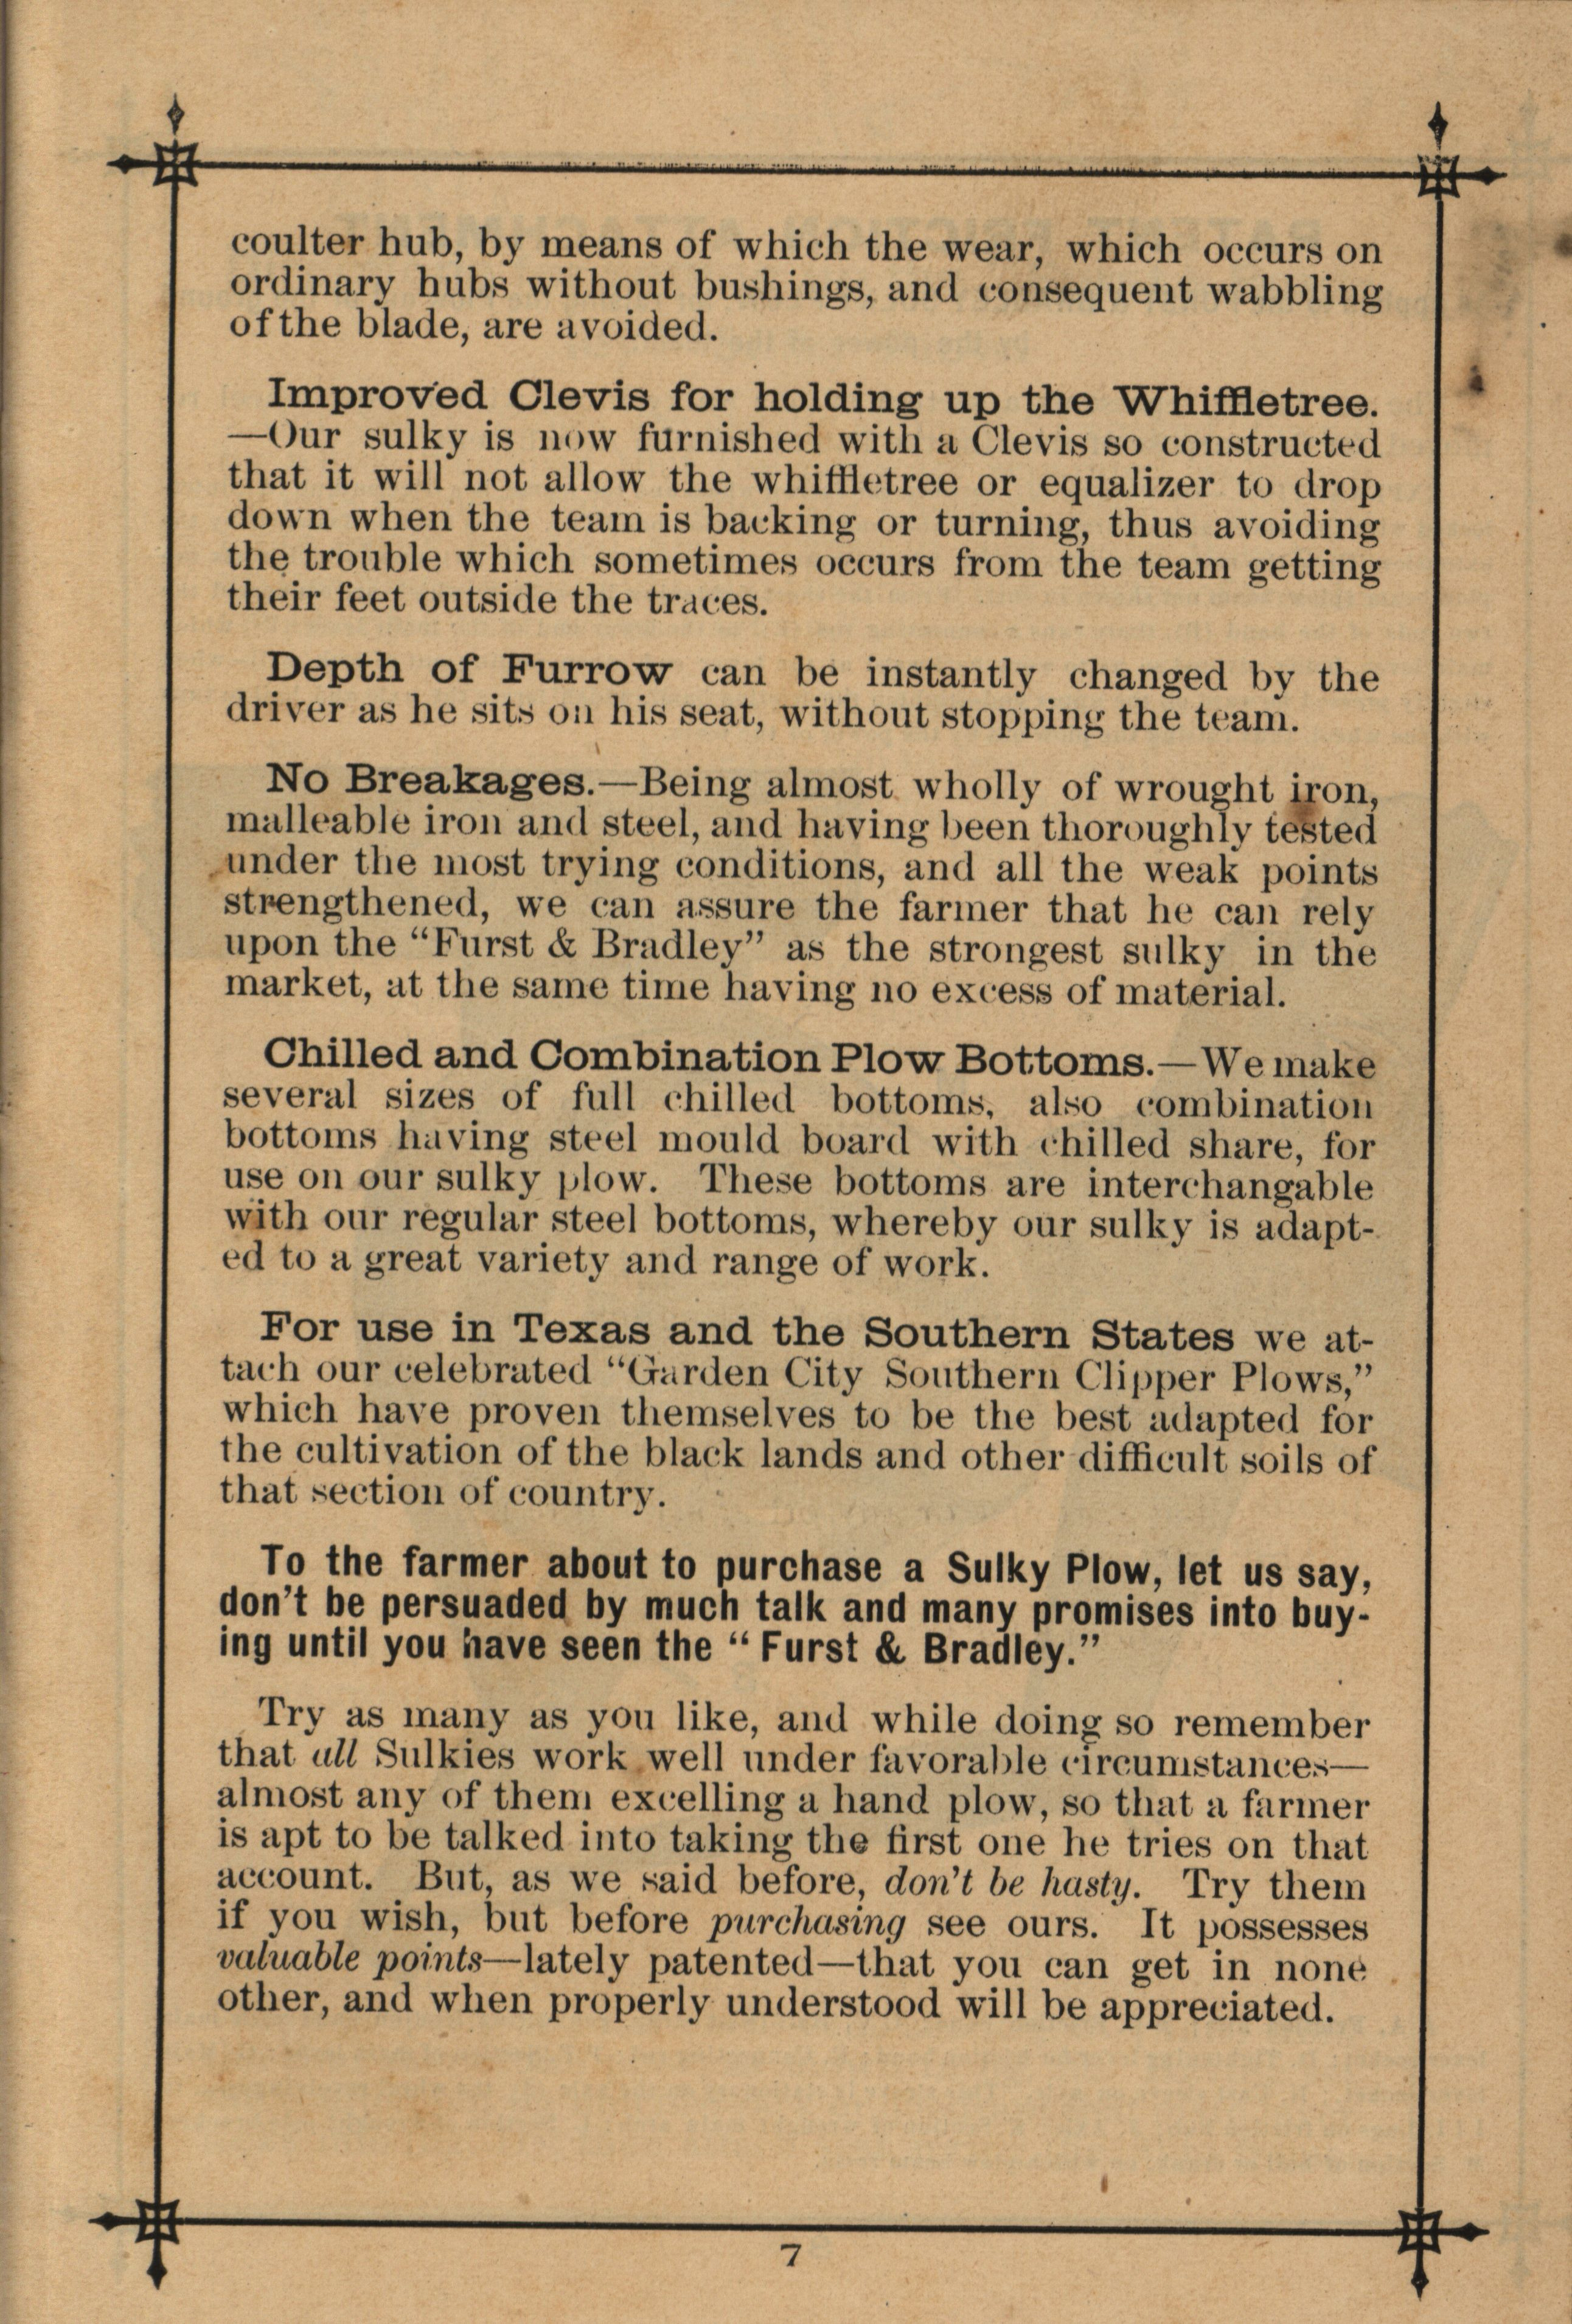 coulter hub, by means of which the wear, which occurs on
ordinary hubs without bushings, and consequent wabbling
of the blade, are avoided.
Improved Clevis for holding up the Whiffletree.
—Our sulky is now furnished with a Clevis so constructed
that it will not allow the whiffletree or equalizer to drop
down when the team is backing or turning, thus avoiding
the trouble which sometimes occurs from the team getting
their feet outside the traces.
Depth of Furrow can be instantly changed by the
driver as he sits on his seat, without stopping the team.
No Breakages.—Being almost wholly of wrought iron,
malleable iron and steel, and having been thoroughly tested
under the most trying conditions, and all the weak points
strengthened, we can assure the farmer that he can rely
upon the “Furst & Bradley” as the strongest sulky in the
market, at the same time having no excess of material.
Chilled and Combination Plow Bottoms.—We make
several sizes of full chilled bottoms, also combination
bottoms having steel mould board with chilled share, for
use on our sulky plow. These bottoms are interchangable
with our regular steel bottoms, whereby our sulky is adapt-
ed to a great variety and range of work.
For use in Texas and the Southern States we at-
tach our celebrated “Garden City Southern Clipper Plows,”
which have proven themselves to be the best adapted for
the cultivation of the black lands and other difficult soils of
that section of country.
To the farmer about to purchase a Sulky Plow, let us say,
don’t be persuaded by much talk and many promises into buy-
ing until you have seen the “ Furst & Bradley.”
Try as many as you like, and while doing so remember
that all Sulkies work well under favorable circumstances—
almost any of them excelling a hand plow, so that a farmer
is apt to be talked into taking the first one he tries on that
account. But, as we said before, don’t be hasty. Try them
if you wish, but before purchasing see ours. It possesses
valuable points—lately patented—that you can get in none
other, and when properly understood will be appreciated.
7